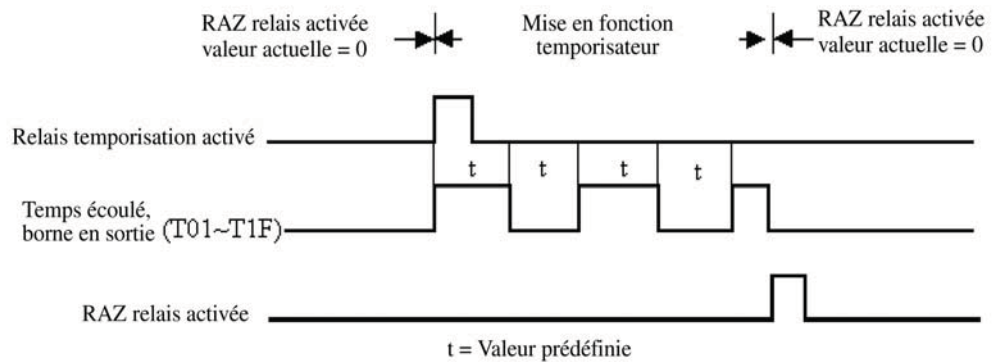 RAZ relais activée
valeur actuelle = 0
Mise en fonction
temporisateur
RAZ relais activée
valeur actuelle = 0
Relais temporisation activé
t t t t
Temps écoulé,
borne en sortie (T01~T1F)
RAZ relais activée
t = Valeur prédéfinie